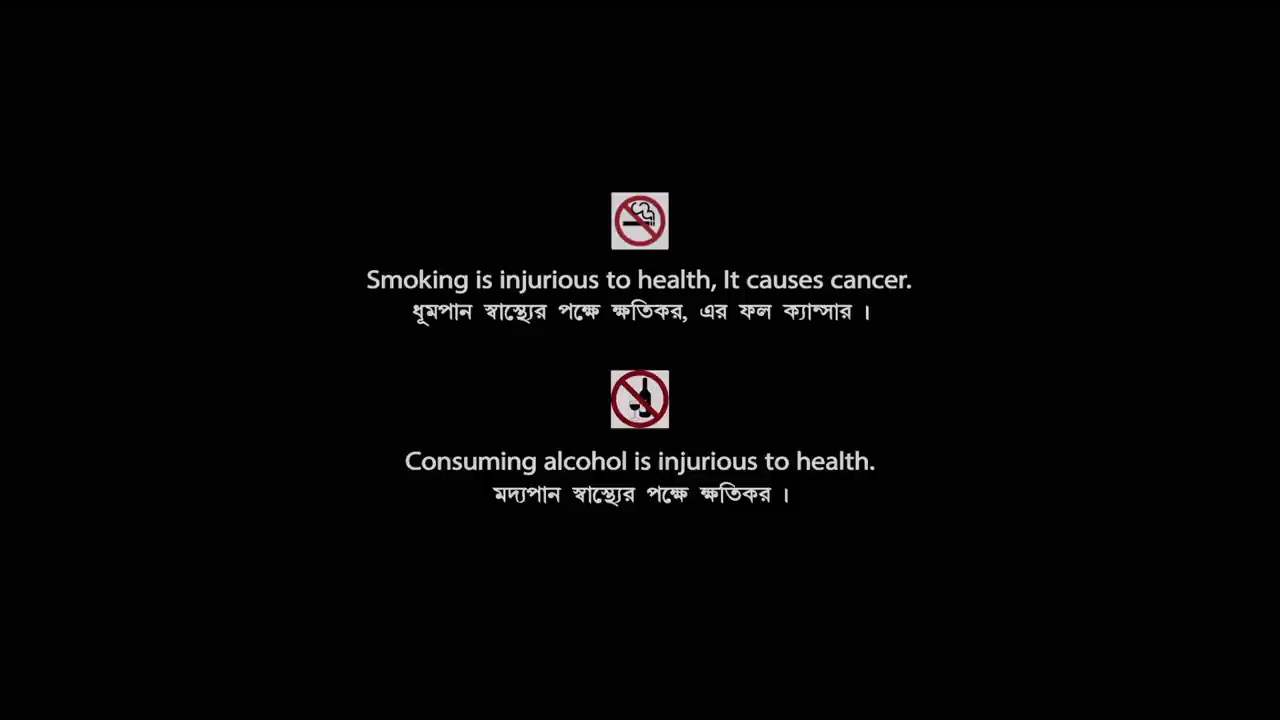 Smoking is injurious to health, It causes cancer.
ধূমপান স্বাস্থ্যের পক্ষে ক্ষতিকর, এর ফল ক্যান্সার ।
Consuming alcohol is injurious to health.
মদ্যপান স্বাস্থ্যের পক্ষে ক্ষতিকর ।